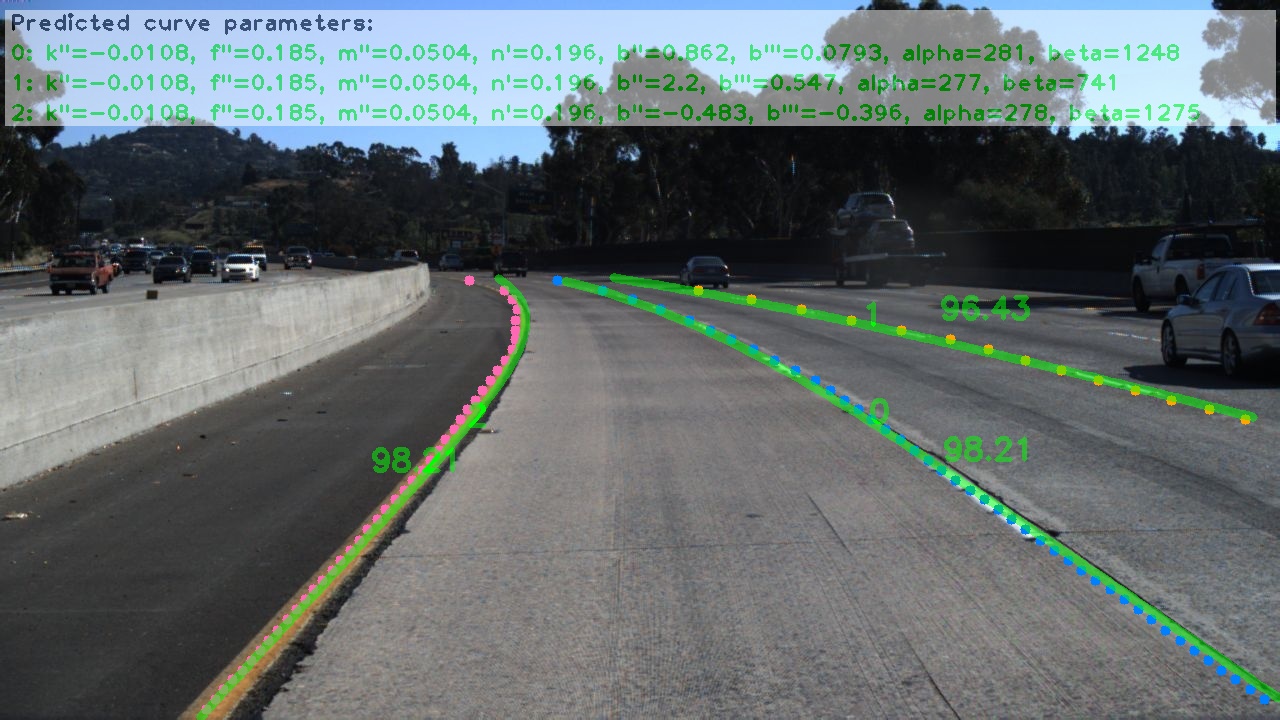 Predicted curve parameters:
0: k''=-0.0108, f''=0.185, m''=0.0504, n'=0.196, b''=0.862, b'''=0.0793, alpha=281, beta=1248
1: k''=-0.0108, f''=0.185, m''=0.0504, n'=0.196, b''=2.2, b'''=0.547, alpha=277, beta=741
2: k''=-0.0108, f''=0.185, m''=0.0504, n'=0.196, b''=-0.483, b'''=-0.396, alpha=278, beta=1275
1 96.43
0
2
98.21 98.21